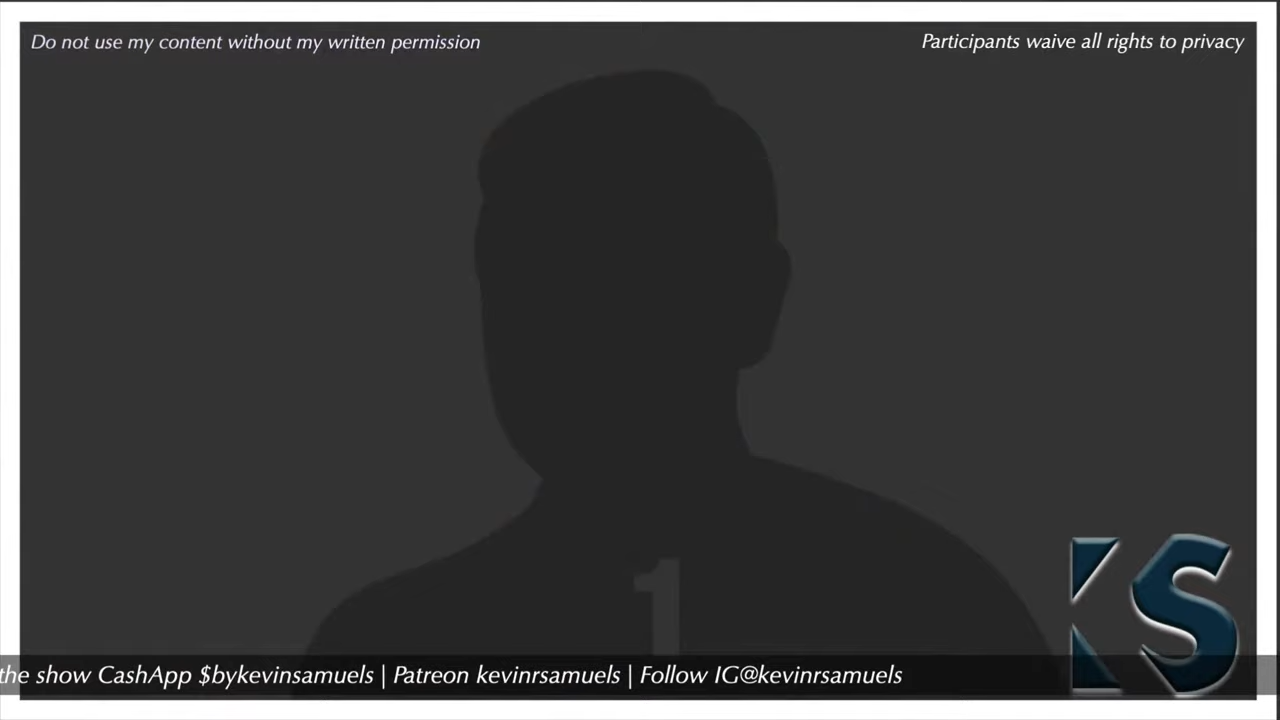 Do not use my content without my written permission
Participants waive all rights to privacy
1
KS
the show CashApp $bykevinsamuels | Patreon kevinrsamuels | Follow IG@kevinrsamuels